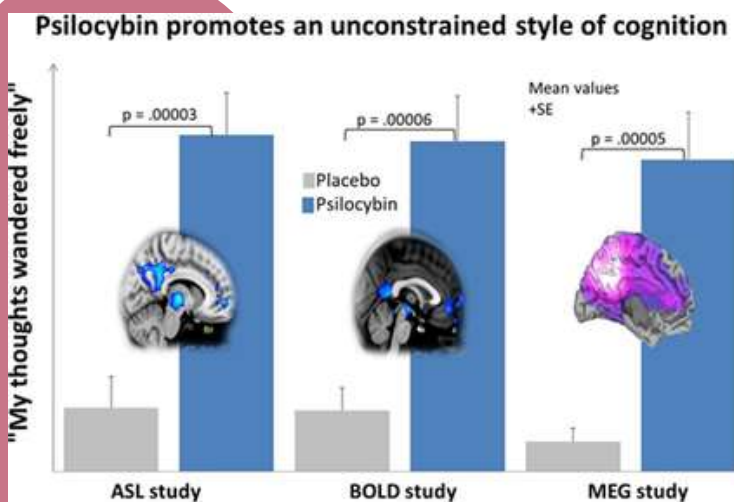 Psilocybin promotes an unconstrained style of cognition
"My thoughts wandered freely"
p = .00003
p = .00006
Mean values
+SE
p = .00005
Placebo
Psilocybin
ASL study
BOLD study
MEG study